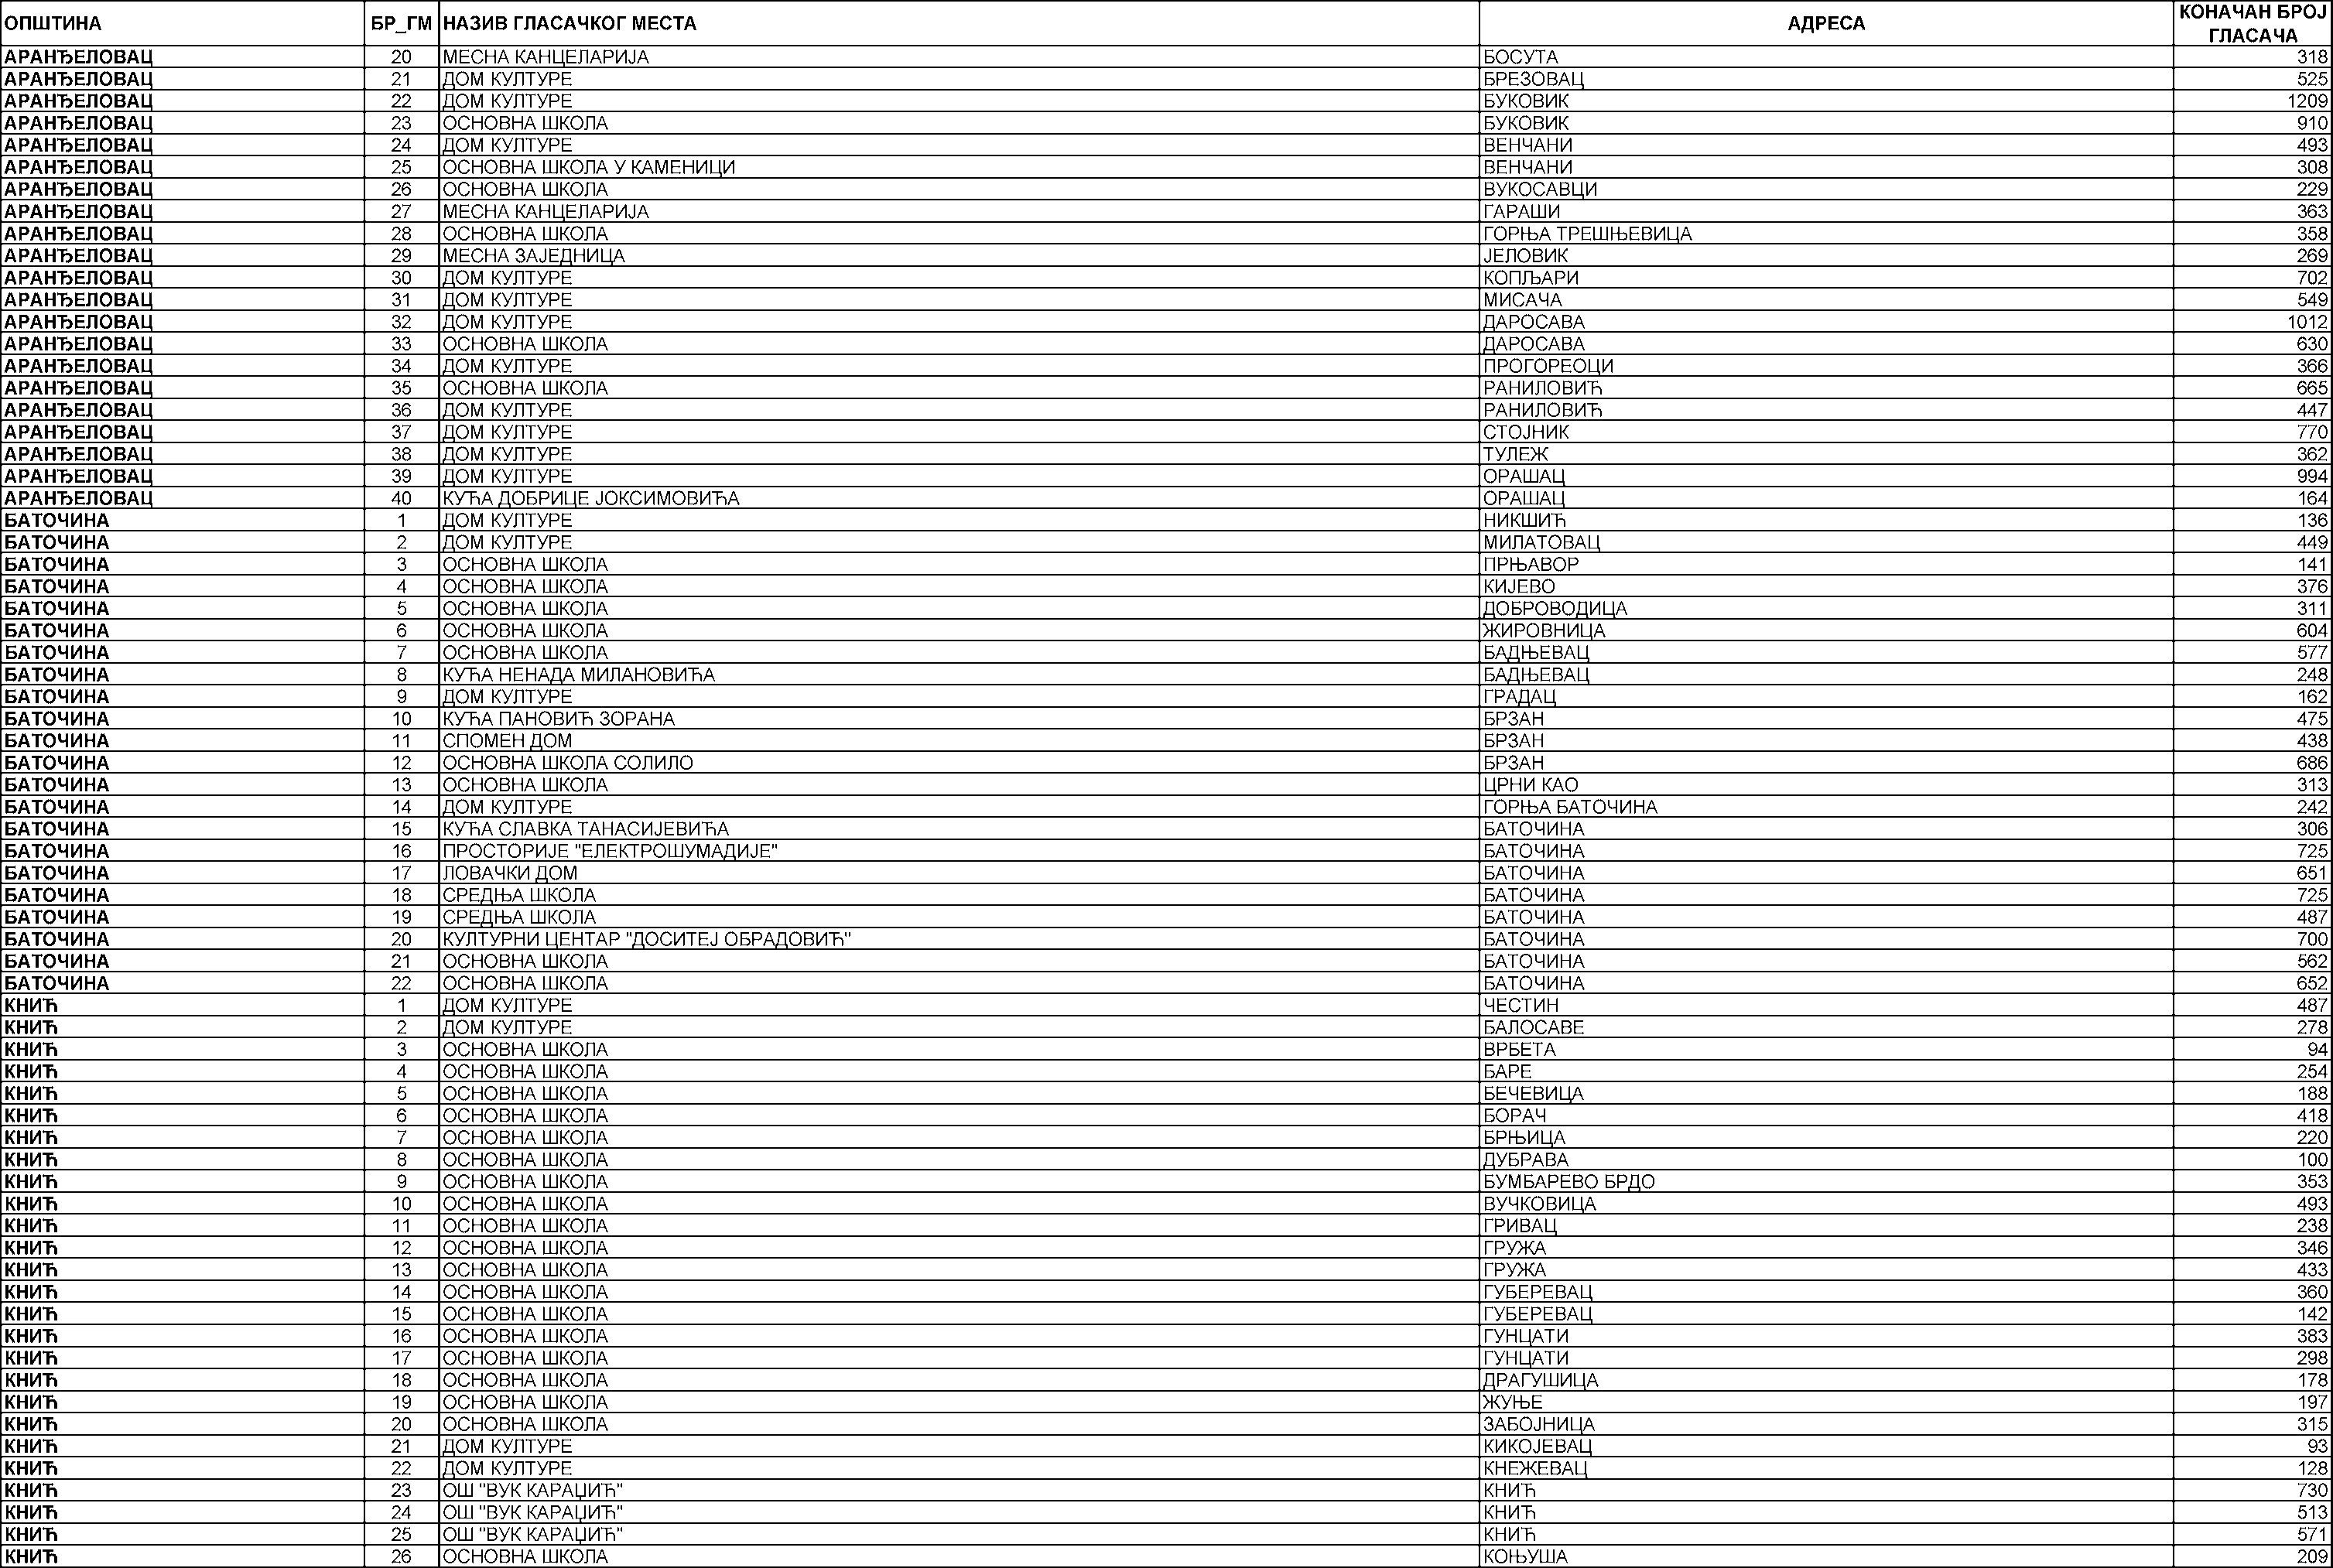 ОПШТИНА БР_ГМ НАЗИВ ГЛАСАЧКОГ МЕСТА АДРЕСА КОНАЧАН БРОЈ ГЛАСАЧА
АРАНЂЕЛОВАЦ 20 МЕСНА КАНЦЕЛАРИЈА БОСУТА 318
АРАНЂЕЛОВАЦ 21 ДОМ КУЛТУРЕ БРЕЗОВАЦ 525
АРАНЂЕЛОВАЦ 22 ДОМ КУЛТУРЕ БУКОВИК 1209
АРАНЂЕЛОВАЦ 23 ОСНОВНА ШКОЛА БУКОВИК 910
АРАНЂЕЛОВАЦ 24 ДОМ КУЛТУРЕ ВЕНЧАНИ 493
АРАНЂЕЛОВАЦ 25 ОСНОВНА ШКОЛА У КАМЕНИЦИ ВЕНЧАНИ 308
АРАНЂЕЛОВАЦ 26 ОСНОВНА ШКОЛА ВУКОСАВЦИ 229
АРАНЂЕЛОВАЦ 27 МЕСНА КАНЦЕЛАРИЈА ГАРАШИ 363
АРАНЂЕЛОВАЦ 28 ОСНОВНА ШКОЛА ГОРЊА ТРЕШЊЕВИЦА 358
АРАНЂЕЛОВАЦ 29 МЕСНА ЗАЈЕДНИЦА ЈЕЛОВИК 269
АРАНЂЕЛОВАЦ 30 ДОМ КУЛТУРЕ КОПЉАРИ 702
АРАНЂЕЛОВАЦ 31 ДОМ КУЛТУРЕ МИСАЧА 549
АРАНЂЕЛОВАЦ 32 ДОМ КУЛТУРЕ ДАРОСАВА 1012
АРАНЂЕЛОВАЦ 33 ОСНОВНА ШКОЛА ДАРОСАВА 630
АРАНЂЕЛОВАЦ 34 ДОМ КУЛТУРЕ ПРОГОРЕОЦИ 366
АРАНЂЕЛОВАЦ 35 ОСНОВНА ШКОЛА РАНИЛОВИЋ 665
АРАНЂЕЛОВАЦ 36 ДОМ КУЛТУРЕ РАНИЛОВИЋ 447
АРАНЂЕЛОВАЦ 37 ДОМ КУЛТУРЕ СТОЈНИК 770
АРАНЂЕЛОВАЦ 38 ДОМ КУЛТУРЕ ТУЛЕЖ 362
АРАНЂЕЛОВАЦ 39 ДОМ КУЛТУРЕ ОРАШАЦ 994
АРАНЂЕЛОВАЦ 40 КУЋА ДОБРИЦЕ ЈОКСИМОВИЋА ОРАШАЦ 164
БАТОЧИНА 1 ДОМ КУЛТУРЕ НИКШИЋ 136
БАТОЧИНА 2 ДОМ КУЛТУРЕ МИЛАТОВАЦ 449
БАТОЧИНА 3 ОСНОВНА ШКОЛА ПРЊАВОР 141
БАТОЧИНА 4 ОСНОВНА ШКОЛА КИЈЕВО 376
БАТОЧИНА 5 ОСНОВНА ШКОЛА ДОБРОВОДИЦА 311
БАТОЧИНА 6 ОСНОВНА ШКОЛА ЖИРОВНИЦА 604
БАТОЧИНА 7 ОСНОВНА ШКОЛА БАДЊЕВАЦ 577
БАТОЧИНА 8 КУЋА НЕНАДА МИЛАНОВИЋА БАДЊЕВАЦ 248
БАТОЧИНА 9 ДОМ КУЛТУРЕ ГРАДАЦ 162
БАТОЧИНА 10 КУЋА ПАНОВИЋ ЗОРАНА БРЗАН 475
БАТОЧИНА 11 СПОМЕН ДОМ БРЗАН 438
БАТОЧИНА 12 ОСНОВНА ШКОЛА СОЛИЛО БРЗАН 686
БАТОЧИНА 13 ОСНОВНА ШКОЛА ЦРНИ КАО 313
БАТОЧИНА 14 ДОМ КУЛТУРЕ ГОРЊА БАТОЧИНА 242
БАТОЧИНА 15 КУЋА СЛАВКА ТАНАСИЈЕВИЋА БАТОЧИНА 306
БАТОЧИНА 16 ПРОСТОРИЈЕ "ЕЛЕКТРОШУМАДИЈЕ" БАТОЧИНА 725
БАТОЧИНА 17 ЛОВАЧКИ ДОМ БАТОЧИНА 651
БАТОЧИНА 18 СРЕДЊА ШКОЛА БАТОЧИНА 725
БАТОЧИНА 19 СРЕДЊА ШКОЛА БАТОЧИНА 487
БАТОЧИНА 20 КУЛТУРНИ ЦЕНТАР "ДОСИТЕЈ ОБРАДОВИЋ" БАТОЧИНА 700
БАТОЧИНА 21 ОСНОВНА ШКОЛА БАТОЧИНА 562
БАТОЧИНА 22 ОСНОВНА ШКОЛА БАТОЧИНА 652
КНИЋ 1 ДОМ КУЛТУРЕ ЧЕСТИН 487
КНИЋ 2 ДОМ КУЛТУРЕ БАЛОСАВЕ 278
КНИЋ 3 ОСНОВНА ШКОЛА ВРБЕТА 94
КНИЋ 4 ОСНОВНА ШКОЛА БАРЕ 254
КНИЋ 5 ОСНОВНА ШКОЛА БЕЧЕВИЦА 188
КНИЋ 6 ОСНОВНА ШКОЛА БОРАЧ 418
КНИЋ 7 ОСНОВНА ШКОЛА БРЊИЦА 220
КНИЋ 8 ОСНОВНА ШКОЛА ДУБРАВА 100
КНИЋ 9 ОСНОВНА ШКОЛА БУМБАРЕВО БРДО 353
КНИЋ 10 ОСНОВНА ШКОЛА ВУЧКОВИЦА 493
КНИЋ 11 ОСНОВНА ШКОЛА ГРИВАЦ 238
КНИЋ 12 ОСНОВНА ШКОЛА ГРУЖА 346
КНИЋ 13 ОСНОВНА ШКОЛА ГРУЖА 433
КНИЋ 14 ОСНОВНА ШКОЛА ГУБЕРЕВАЦ 360
КНИЋ 15 ОСНОВНА ШКОЛА ГУБЕРЕВАЦ 142
КНИЋ 16 ОСНОВНА ШКОЛА ГУНЦАТИ 383
КНИЋ 17 ОСНОВНА ШКОЛА ГУНЦАТИ 298
КНИЋ 18 ОСНОВНА ШКОЛА ДРАГУШИЦА 178
КНИЋ 19 ОСНОВНА ШКОЛА ЖУЊЕ 197
КНИЋ 20 ОСНОВНА ШКОЛА ЗАБОЈНИЦА 315
КНИЋ 21 ДОМ КУЛТУРЕ КИКОЈЕВАЦ 93
КНИЋ 22 ДОМ КУЛТУРЕ КНЕЖЕВАЦ 128
КНИЋ 23 ОШ "ВУК КАРАЏИЋ" КНИЋ 730
КНИЋ 24 ОШ "ВУК КАРАЏИЋ" КНИЋ 513
КНИЋ 25 ОШ "ВУК КАРАЏИЋ" КНИЋ 571
КНИЋ 26 ОСНОВНА ШКОЛА КОЊУША 209